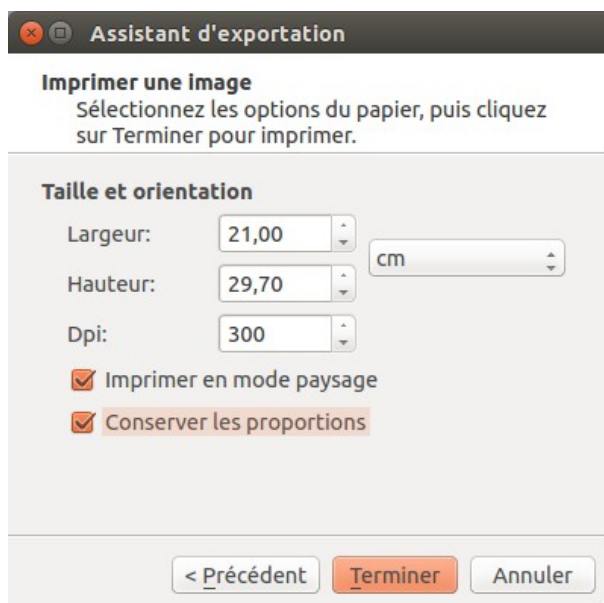 Assistant d'exportation
Imprimer une image
Sélectionnez les options du papier, puis cliquez
sur Terminer pour imprimer.
Taille et orientation
Largeur: 21,00
cm
Hauteur: 29,70
Dpi: 300
Imprimer en mode paysage
Conserver les proportions
< Précédent Terminer Annuler